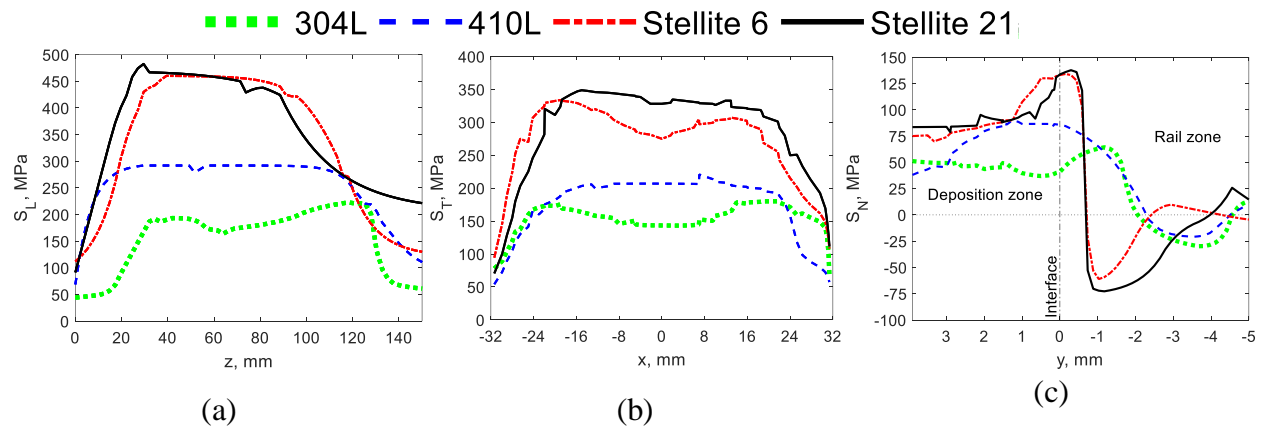 304L 410L Stellite 6 Stellite 21
500
450
400
350
300
250
200
150
100
50
0
S_L, MPa
0 20 40 60 80 100 120 140
z, mm
(a)
400
350
300
250
200
150
100
50
0
S_T, MPa
-32 -24 -16 -8 0 8 16 24 32
x, mm
(b)
150
125
100
75
50
25
0
-25
-50
-75
-100
S_N, MPa
Rail zone
Deposition zone
Interface
3 2 1 0 -1 -2 -3 -4 -5
y, mm
(c)